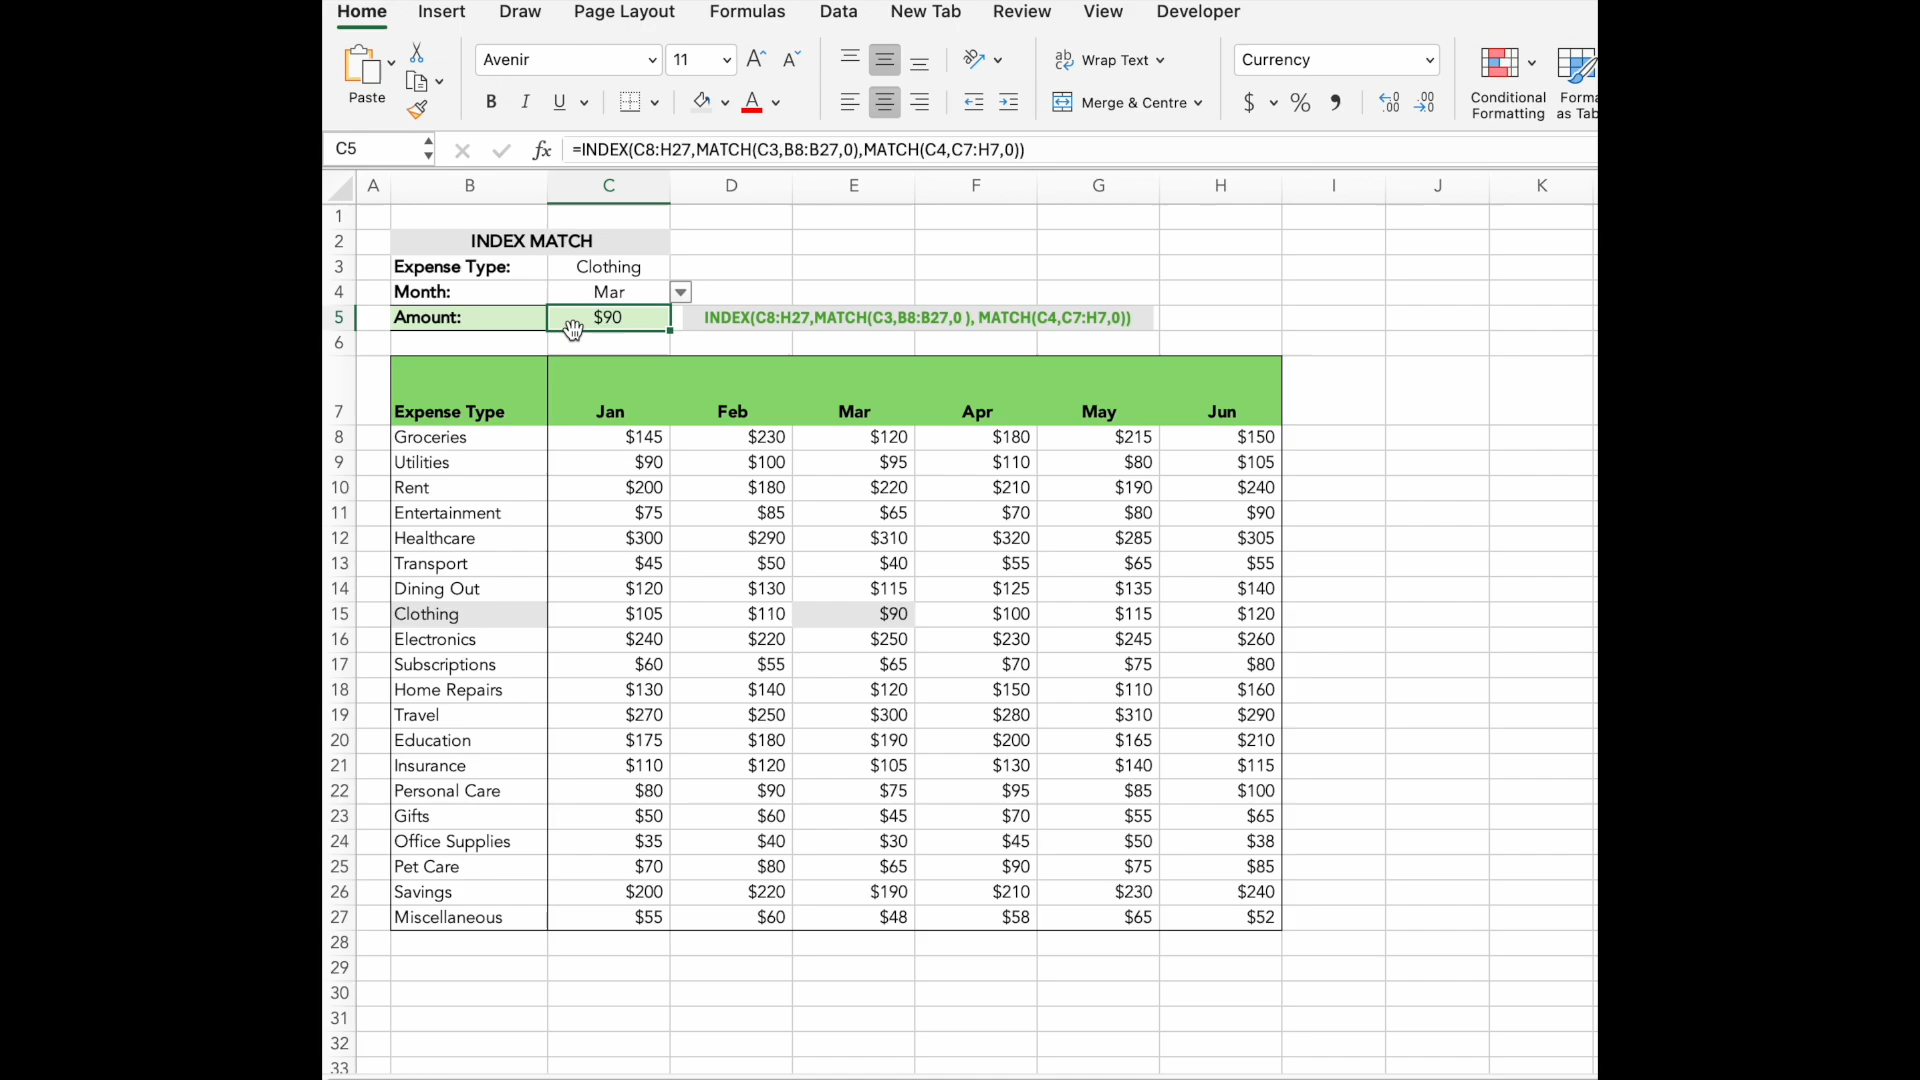 Home Insert Draw Page Layout Formulas Data New Tab Review View Developer
Avenir 11 ab Wrap Text Currency
Paste B I U A Merge & Centre $ % Conditional Formatting Forma as Tab
C5 fx =INDEX(C8:H27,MATCH(C3,B8:B27,0),MATCH(C4,C7:H7,0))
A B C D E F G H I J K
1
2 INDEX MATCH
3 Expense Type: Clothing
4 Month: Mar
5 Amount: $90 INDEX(C8:H27,MATCH(C3,B8:B27,0 ), MATCH(C4,C7:H7,0))
6
7 Expense Type Jan Feb Mar Apr May Jun
8 Groceries $145 $230 $120 $180 $215 $150
9 Utilities $90 $100 $95 $110 $80 $105
10 Rent $200 $180 $220 $210 $190 $240
11 Entertainment $75 $85 $65 $70 $80 $90
12 Healthcare $300 $290 $310 $320 $285 $305
13 Transport $45 $50 $40 $55 $65 $55
14 Dining Out $120 $130 $115 $125 $135 $140
15 Clothing $105 $110 $90 $100 $115 $120
16 Electronics $240 $220 $250 $230 $245 $260
17 Subscriptions $60 $55 $65 $70 $75 $80
18 Home Repairs $130 $140 $120 $150 $110 $160
19 Travel $270 $250 $300 $280 $310 $290
20 Education $175 $180 $190 $200 $165 $210
21 Insurance $110 $120 $105 $130 $140 $115
22 Personal Care $80 $90 $75 $95 $85 $100
23 Gifts $50 $60 $45 $70 $55 $65
24 Office Supplies $35 $40 $30 $45 $50 $38
25 Pet Care $70 $80 $65 $90 $75 $85
26 Savings $200 $220 $190 $210 $230 $240
27 Miscellaneous $55 $60 $48 $58 $65 $52
28
29
30
31
32
33